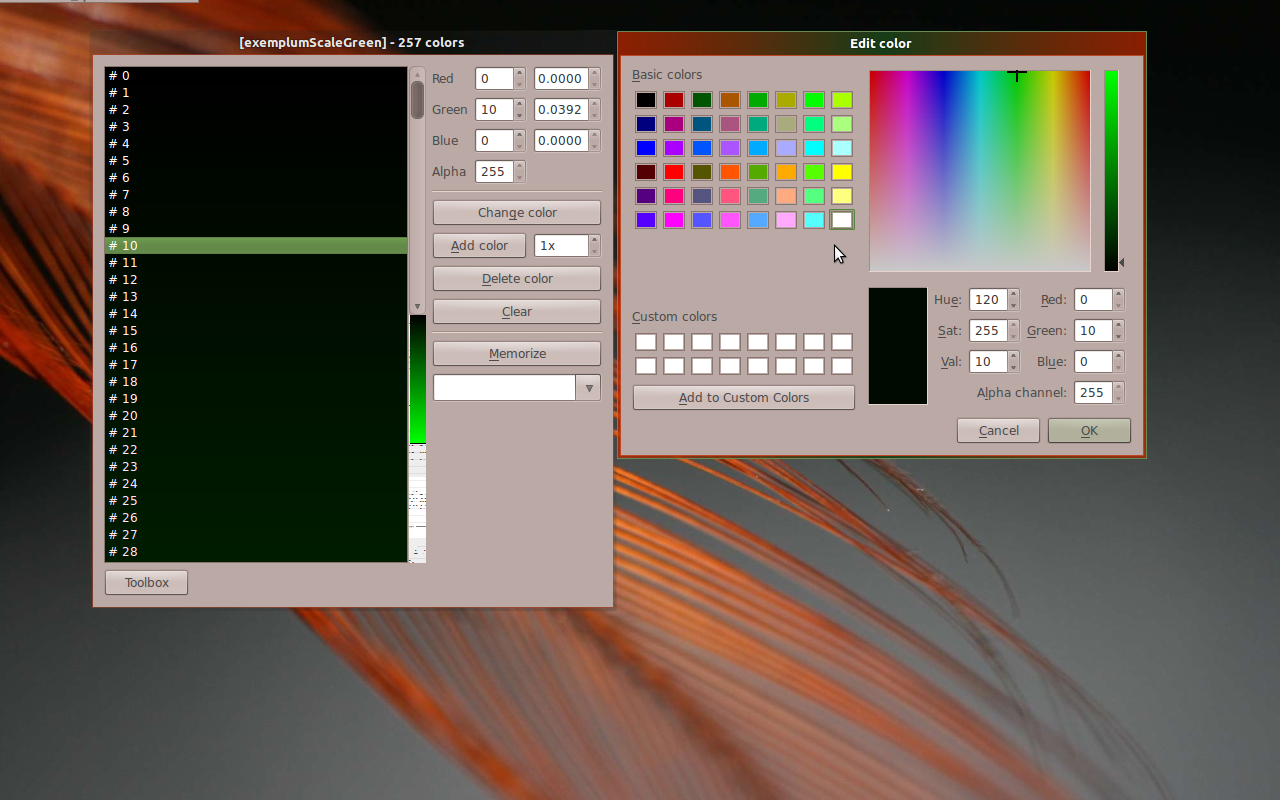 [exemplumScaleGreen] - 257 colors
# 0
# 1
# 2
# 3
# 4
# 5
# 6
# 7
# 8
# 9
# 10
# 11
# 12
# 13
# 14
# 15
# 16
# 17
# 18
# 19
# 20
# 21
# 22
# 23
# 24
# 25
# 26
# 27
# 28
Red 0 0.0000
Green 10 0.0392
Blue 0 0.0000
Alpha 255
Change color
Add color 1x
Delete color
Clear
Memorize
Toolbox
Edit color
Basic colors
Custom colors
Add to Custom Colors
Hue: 120 Red: 0
Sat: 255 Green: 10
Val: 10 Blue: 0
Alpha channel: 255
Cancel OK